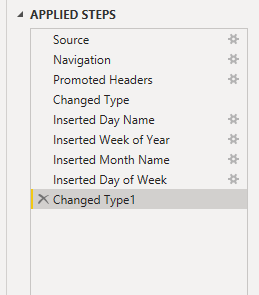 APPLIED STEPS
Source
Navigation
Promoted Headers
Changed Type
Inserted Day Name
Inserted Week of Year
Inserted Month Name
Inserted Day of Week
Changed Type1